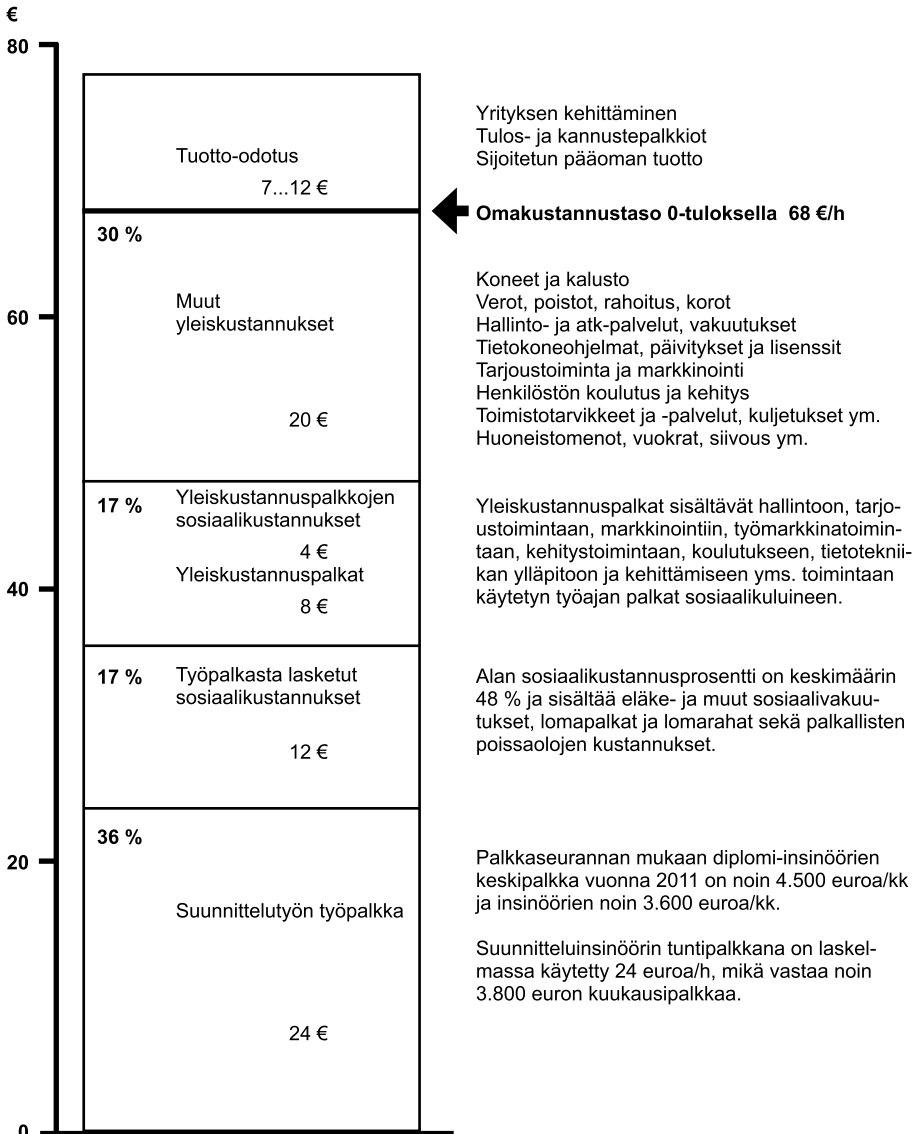 €
80
Tuotto-odotus
7...12 €
Yrityksen kehittäminen
Tulos- ja kannustepalkkiot
Sijoitetun pääoman tuotto
Omakustannustaso 0-tuloksella 68 €/h
30 %
Muut
yleiskustannukset
20 €
60
Koneet ja kalusto
Verot, poistot, rahoitus, korot
Hallinto- ja atk-palvelut, vakuutukset
Tietokoneohjelmat, päivitykset ja lisenssit
Tarjoustoiminta ja markkinointi
Henkilöstön koulutus ja kehitys
Toimistotarvikkeet ja -palvelut, kuljetukset ym.
Huoneistomenot, vuokrat, siivous ym.
17 %
Yleiskustannuspalkkojen
sosiaalikustannukset
4 €
Yleiskustannuspalkat
8 €
40
Yleiskustannuspalkat sisältävät hallintoon, tarjo-
ustoimintaan, markkinointiin, työmarkkinatoimin-
taan, kehitystoimintaan, koulutukseen, tietoteknii-
kan ylläpitoon ja kehittämiseen yms. toimintaan
käytetyn työajan palkat sosiaalikuluineen.
17 %
Työpalkasta lasketut
sosiaalikustannukset
12 €
Alan sosiaalikustannusprosentti on keskimäärin
48 % ja sisältää eläke- ja muut sosiaalivakuu-
tukset, lomapalkat ja lomarahat sekä palkallisten
poissaolojen kustannukset.
36 %
20
Suunnittelutyön työpalkka
24 €
Palkkaseurannan mukaan diplomi-insinöörien
keskipalkka vuonna 2011 on noin 4.500 euroa/kk
ja insinöörien noin 3.600 euroa/kk.
Suunnitteluinsinöörin tuntipalkkana on laskel-
massa käytetty 24 euroa/h, mikä vastaa noin
3.800 euron kuukausipalkkaa.
0